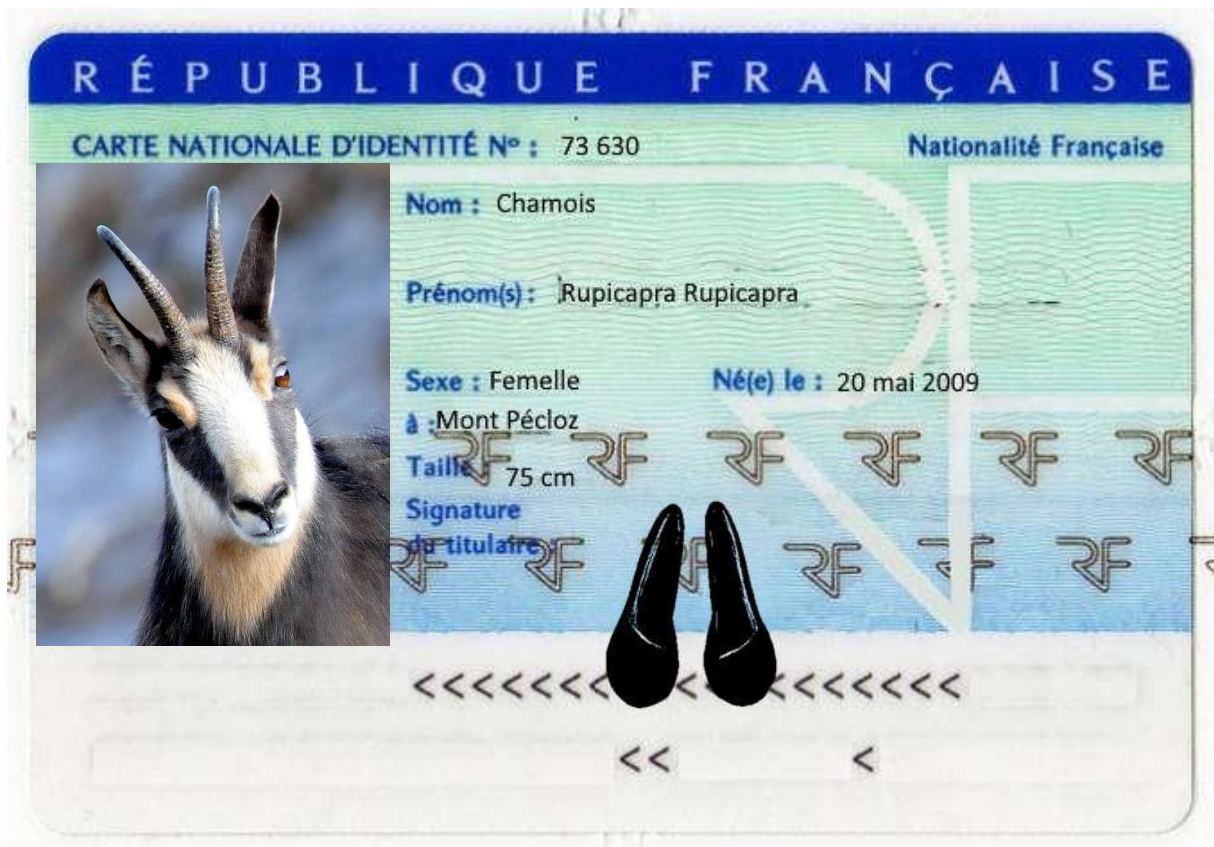 RÉPUBLIQUE FRANÇAISE
CARTE NATIONALE D'IDENTITÉ Nº : 73 630 Nationalité Française
Nom : Chamois
Prénom(s) : Rupicapra Rupicapra
Sexe : Femelle Né(e) le : 20 mai 2009
à : Mont Pécloz
Taille 75 cm
Signature
du titulaire
RF RF RF RF RF RF
RF RF RF RF RF RF RF
<<<<<<< << <<<<<<<
<< <